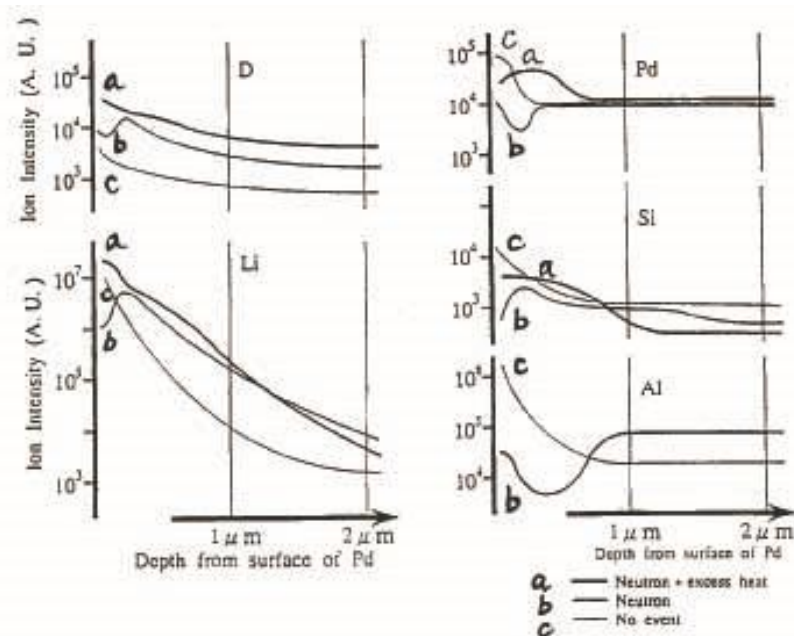 Ion Intensity (A. U.)
10⁵
10⁴
10³
D
a
b
c
Ion Intensity (A. U.)
10⁷
10³
Li
a
c
b
1 μm
2 μm
Depth from surface of Pd
10⁵
10⁴
10³
Pd
c
a
b
10⁴
10³
Si
c
a
b
10⁵
10⁴
Al
c
b
1 μm
2 μm
Depth from surface of Pd
a Neutron + excess heat
b Neutron
c No event